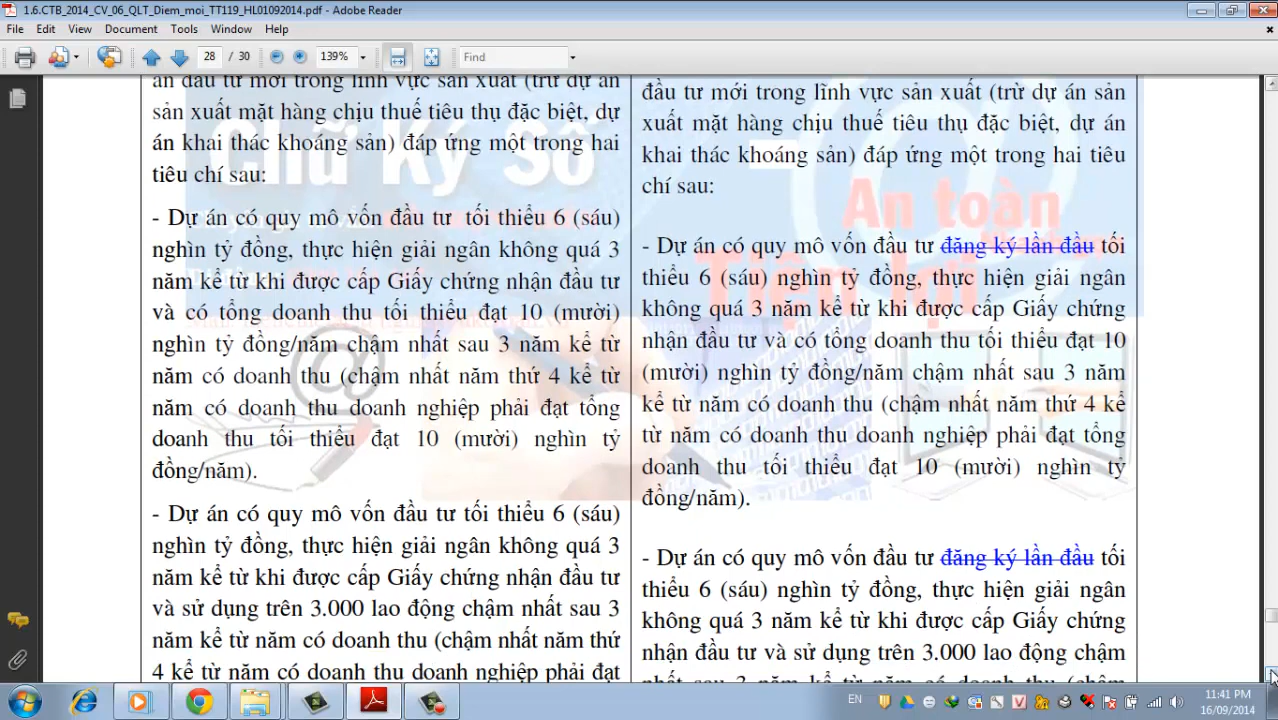 1.6.CTB_2014_CV_06_QLT_Diem_moi_TT119_HL01092014.pdf - Adobe Reader
File Edit View Document Tools Window Help
28 / 30 139% Find
án đầu tư mới trong lĩnh vực sản xuất (trừ dự án
sản xuất mặt hàng chịu thuế tiêu thụ đặc biệt, dự
án khai thác khoáng sản) đáp ứng một trong hai
tiêu chí sau:
- Dự án có quy mô vốn đầu tư tối thiểu 6 (sáu)
nghìn tỷ đồng, thực hiện giải ngân không quá 3
năm kể từ khi được cấp Giấy chứng nhận đầu tư
và có tổng doanh thu tối thiểu đạt 10 (mười)
nghìn tỷ đồng/năm chậm nhất sau 3 năm kể từ
năm có doanh thu (chậm nhất năm thứ 4 kể từ
năm có doanh thu doanh nghiệp phải đạt tổng
doanh thu tối thiểu đạt 10 (mười) nghìn tỷ
đồng/năm).
- Dự án có quy mô vốn đầu tư tối thiểu 6 (sáu)
nghìn tỷ đồng, thực hiện giải ngân không quá 3
năm kể từ khi được cấp Giấy chứng nhận đầu tư
và sử dụng trên 3.000 lao động chậm nhất sau 3
năm kể từ năm có doanh thu (chậm nhất năm thứ
4 kể từ năm có doanh thu doanh nghiệp phải đạt
đầu tư mới trong lĩnh vực sản xuất (trừ dự án sản
xuất mặt hàng chịu thuế tiêu thụ đặc biệt, dự án
khai thác khoáng sản) đáp ứng một trong hai tiêu
chí sau:
- Dự án có quy mô vốn đầu tư đăng ký lần đầu tối
thiểu 6 (sáu) nghìn tỷ đồng, thực hiện giải ngân
không quá 3 năm kể từ khi được cấp Giấy chứng
nhận đầu tư và có tổng doanh thu tối thiểu đạt 10
(mười) nghìn tỷ đồng/năm chậm nhất sau 3 năm
kể từ năm có doanh thu (chậm nhất năm thứ 4 kể
từ năm có doanh thu doanh nghiệp phải đạt tổng
doanh thu tối thiểu đạt 10 (mười) nghìn tỷ
đồng/năm).
- Dự án có quy mô vốn đầu tư đăng ký lần đầu tối
thiểu 6 (sáu) nghìn tỷ đồng, thực hiện giải ngân
không quá 3 năm kể từ khi được cấp Giấy chứng
nhận đầu tư và sử dụng trên 3.000 lao động chậm
nhất sau 3 năm kể từ năm có doanh thu (chậm
Chữ Ký Số
An toàn
Tiện lợi
EN
11:41 PM
16/09/2014